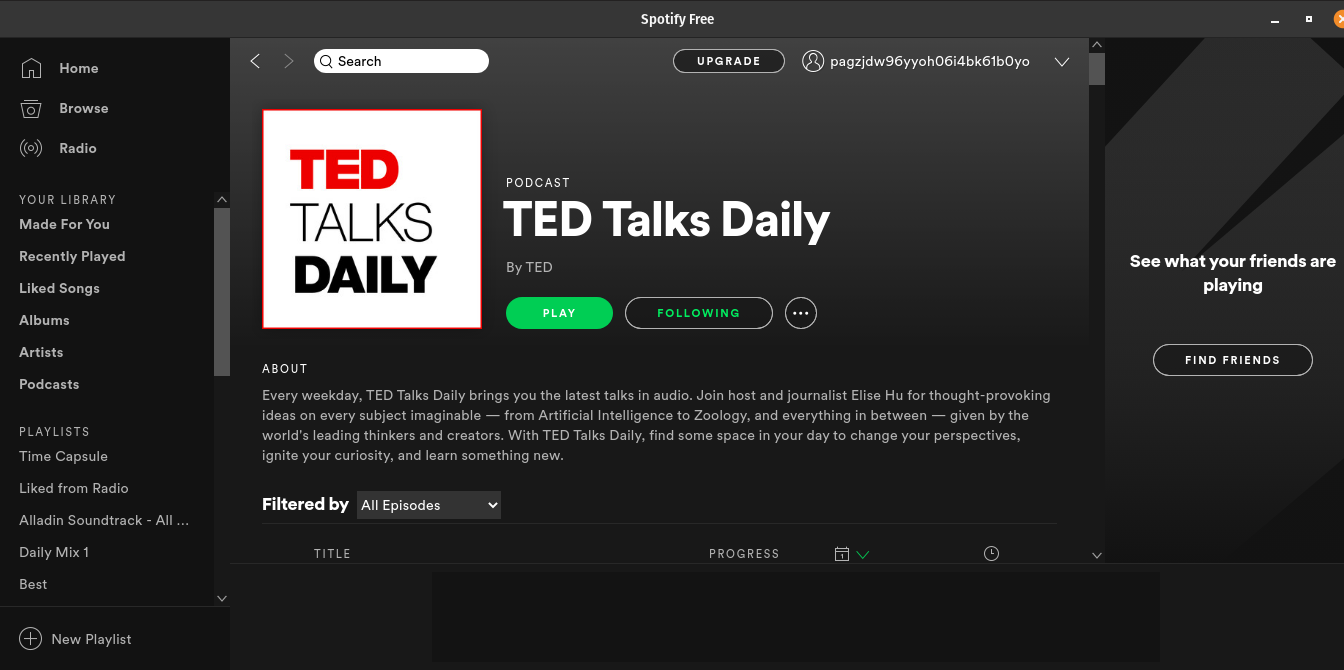 Spotify Free
Home
Browse
Radio
YOUR LIBRARY
Made For You
Recently Played
Liked Songs
Albums
Artists
Podcasts
PLAYLISTS
Time Capsule
Liked from Radio
Alladin Soundtrack - All ...
Daily Mix 1
Best
New Playlist
Search
UPGRADE
pagzjdw96yyoh06i4bk61b0yo
TED
TALKS
DAILY
PODCAST
TED Talks Daily
By TED
PLAY
FOLLOWING
ABOUT
Every weekday, TED Talks Daily brings you the latest talks in audio. Join host and journalist Elise Hu for thought-provoking
ideas on every subject imaginable — from Artificial Intelligence to Zoology, and everything in between — given by the
world's leading thinkers and creators. With TED Talks Daily, find some space in your day to change your perspectives,
ignite your curiosity, and learn something new.
Filtered by All Episodes
TITLE PROGRESS
See what your friends are
playing
FIND FRIENDS